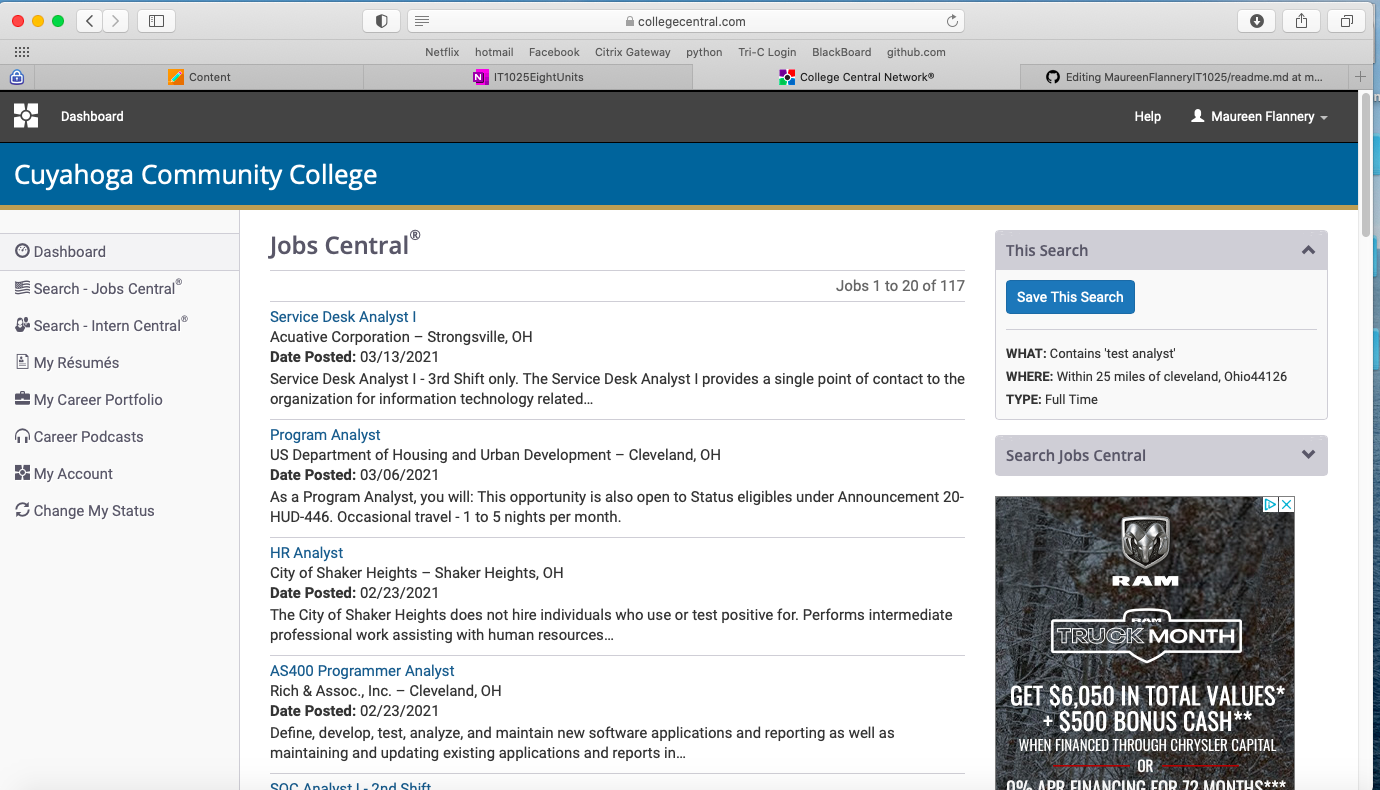 collegecentral.com
Netflix hotmail Facebook Citrix Gateway python Tri-C Login BlackBoard github.com
Content IT1025EightUnits College Central Network® Editing MaureenFlanneryIT1025/readme.md at m...
Dashboard Help Maureen Flannery
Cuyahoga Community College
Dashboard
Search - Jobs Central®
Search - Intern Central®
My Résumés
My Career Portfolio
Career Podcasts
My Account
Change My Status
Jobs Central®
Jobs 1 to 20 of 117
Service Desk Analyst I
Acuative Corporation – Strongsville, OH
Date Posted: 03/13/2021
Service Desk Analyst I - 3rd Shift only. The Service Desk Analyst I provides a single point of contact to the
organization for information technology related...
Program Analyst
US Department of Housing and Urban Development – Cleveland, OH
Date Posted: 03/06/2021
As a Program Analyst, you will: This opportunity is also open to Status eligibles under Announcement 20-
HUD-446. Occasional travel - 1 to 5 nights per month.
HR Analyst
City of Shaker Heights – Shaker Heights, OH
Date Posted: 02/23/2021
The City of Shaker Heights does not hire individuals who use or test positive for. Performs intermediate
professional work assisting with human resources...
AS400 Programmer Analyst
Rich & Assoc., Inc. – Cleveland, OH
Date Posted: 02/23/2021
Define, develop, test, analyze, and maintain new software applications and reporting as well as
maintaining and updating existing applications and reports in...
SOC Analyst I - 2nd Shift
This Search
Save This Search
WHAT: Contains 'test analyst'
WHERE: Within 25 miles of cleveland, Ohio44126
TYPE: Full Time
Search Jobs Central
RAM
RAM
TRUCK MONTH
GET $6,050 IN TOTAL VALUES*
+ $500 BONUS CASH**
WHEN FINANCED THROUGH CHRYSLER CAPITAL
OR
0% APR FINANCING FOR 72 MONTHS***